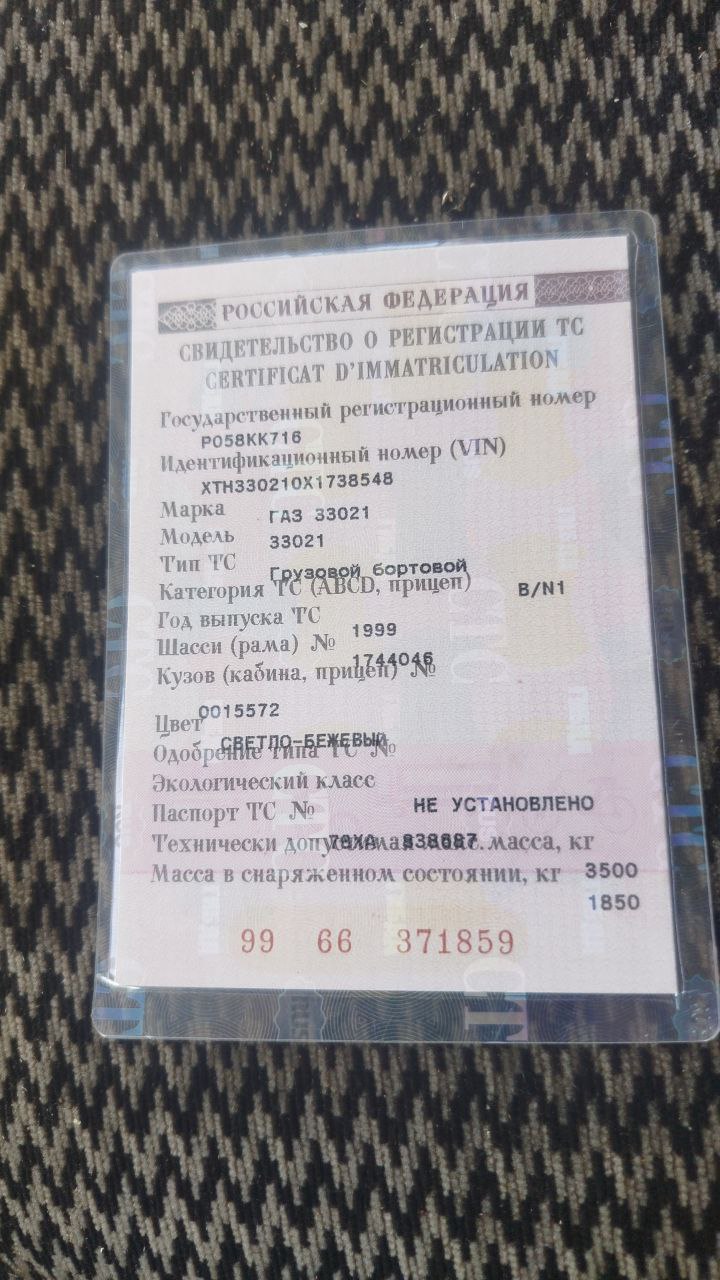 РОССИЙСКАЯ ФЕДЕРАЦИЯ
СВИДЕТЕЛЬСТВО О РЕГИСТРАЦИИ ТС
CERTIFICAT D'IMMATRICULATION
Государственный регистрационный номер
Р058КК716
Идентификационный номер (VIN)
ХТН330210Х1738548
Марка ГАЗ 33021
Модель 33021
Тип ТС Грузовой бортовой
Категория ТС (ABCD, прицеп) B/N1
Год выпуска ТС 1999
Шасси (рама) № 1744046
Кузов (кабина, прицеп) №
0015572
Цвет СВЕТЛО-БЕЖЕВЫЙ
Одобрение типа ТС №
Экологический класс НЕ УСТАНОВЛЕНО
Паспорт ТС №
Технически допустимая макс. масса, кг 3500
Масса в снаряженном состоянии, кг 1850
99 66 371859